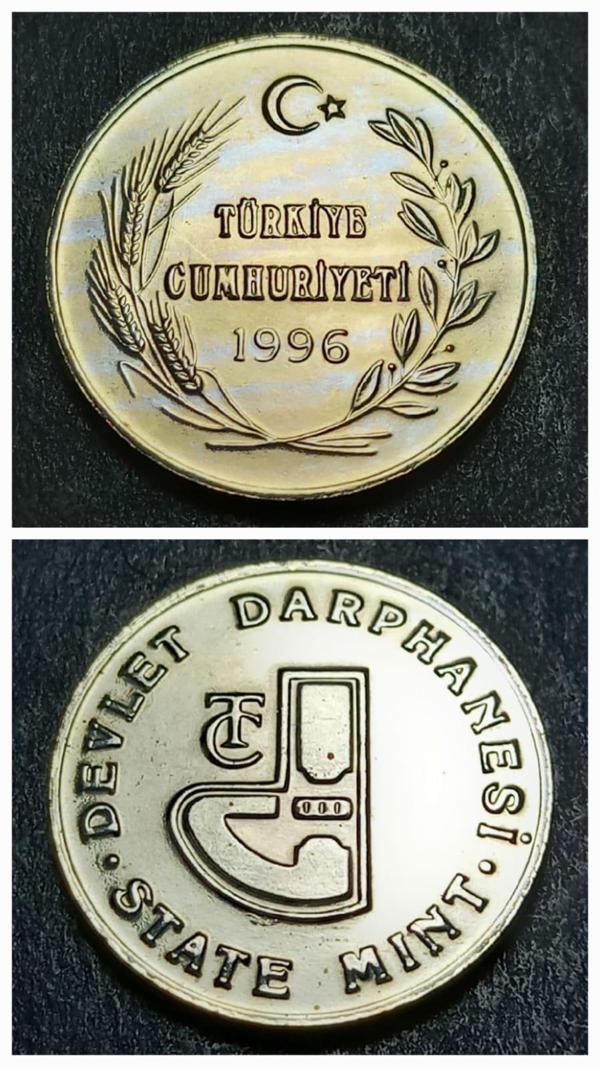 TÜRKİYE
CUMHURİYETİ
1996
DEVLET DARPHANESİ
TC
• STATE MINT •